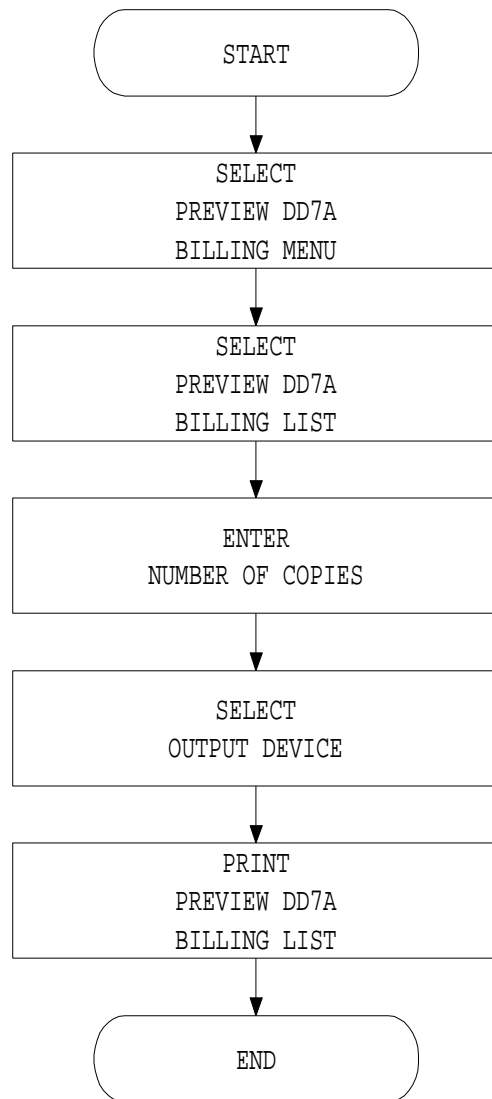 START
SELECT
PREVIEW DD7A
BILLING MENU
SELECT
PREVIEW DD7A
BILLING LIST
ENTER
NUMBER OF COPIES
SELECT
OUTPUT DEVICE
PRINT
PREVIEW DD7A
BILLING LIST
END